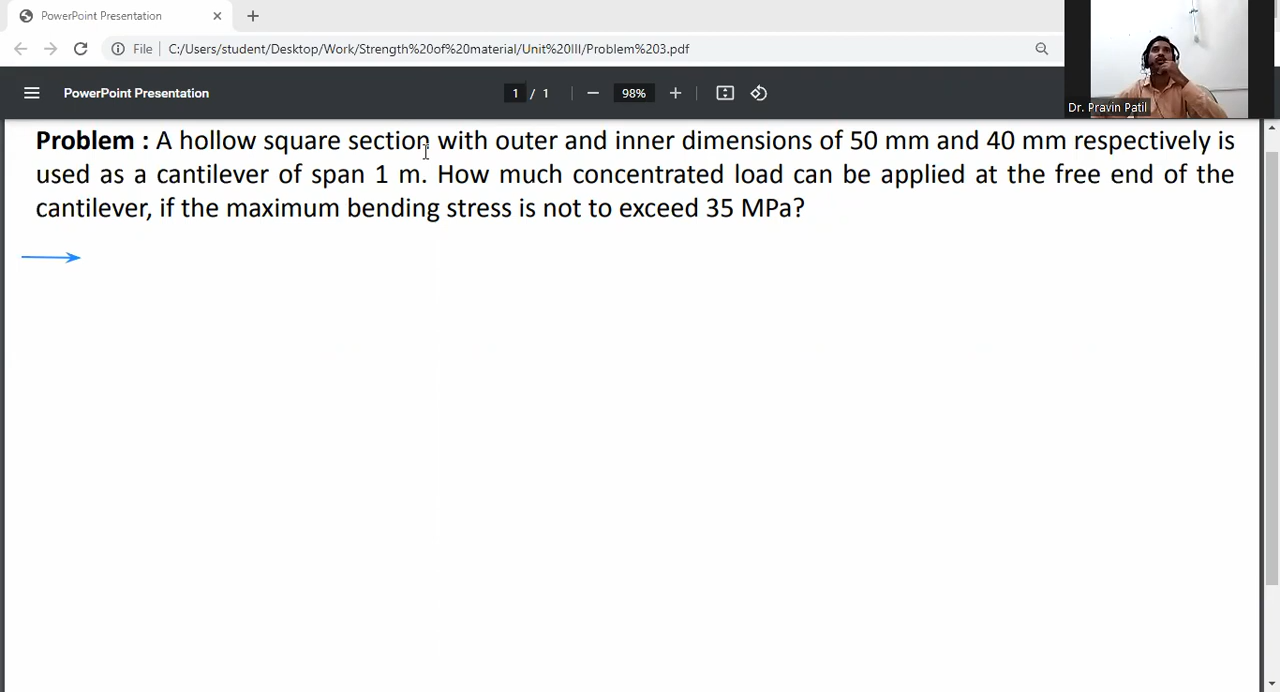 PowerPoint Presentation
File C:/Users/student/Desktop/Work/Strength%20of%20material/Unit%20III/Problem%203.pdf
PowerPoint Presentation 1 / 1 98%
Dr. Pravin Patil
Problem : A hollow square section with outer and inner dimensions of 50 mm and 40 mm respectively is
used as a cantilever of span 1 m. How much concentrated load can be applied at the free end of the
cantilever, if the maximum bending stress is not to exceed 35 MPa?